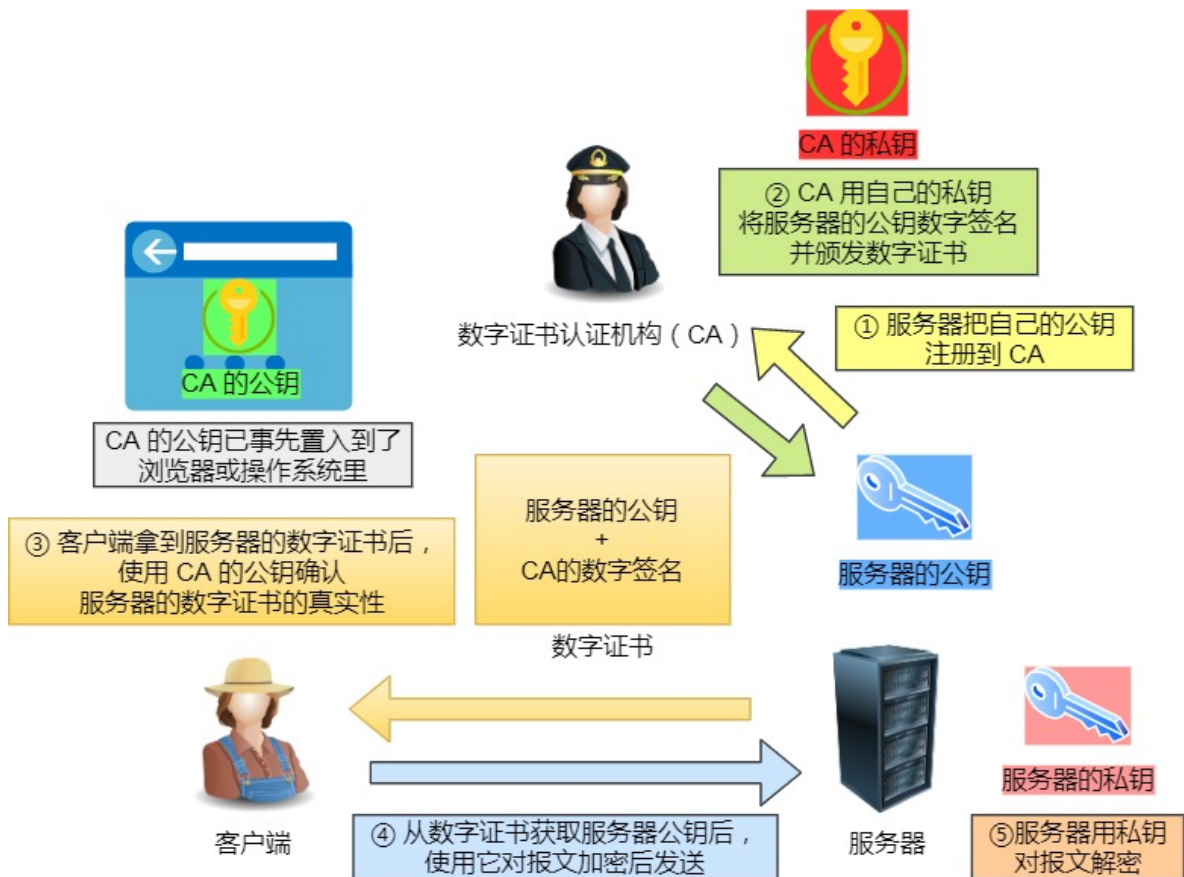 CA 的私钥
② CA 用自己的私钥
将服务器的公钥数字签名
并颁发数字证书
数字证书认证机构（CA）
① 服务器把自己的公钥
注册到 CA
CA 的公钥
CA 的公钥已事先置入到了
浏览器或操作系统里
服务器的公钥
+
CA的数字签名
数字证书
服务器的公钥
③ 客户端拿到服务器的数字证书后，
使用 CA 的公钥确认
服务器的数字证书的真实性
服务器的私钥
客户端
④ 从数字证书获取服务器公钥后，
使用它对报文加密后发送
服务器
⑤服务器用私钥
对报文解密